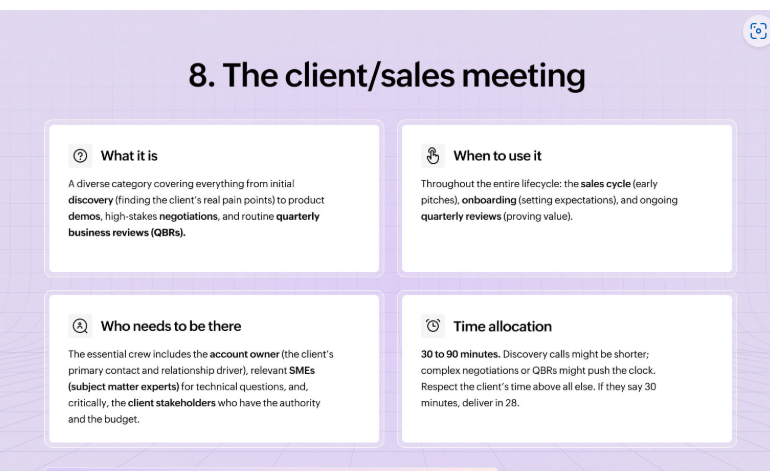 8. The client/sales meeting
What it is
A diverse category covering everything from initial
discovery (finding the client's real pain points) to product
demos, high-stakes negotiations, and routine quarterly
business reviews (QBRs).
When to use it
Throughout the entire lifecycle: the sales cycle (early
pitches), onboarding (setting expectations), and ongoing
quarterly reviews (proving value).
Who needs to be there
The essential crew includes the account owner (the client's
primary contact and relationship driver), relevant SMEs
(subject matter experts) for technical questions, and,
critically, the client stakeholders who have the authority
and the budget.
Time allocation
30 to 90 minutes. Discovery calls might be shorter;
complex negotiations or QBRs might push the clock.
Respect the client's time above all else. If they say 30
minutes, deliver in 28.